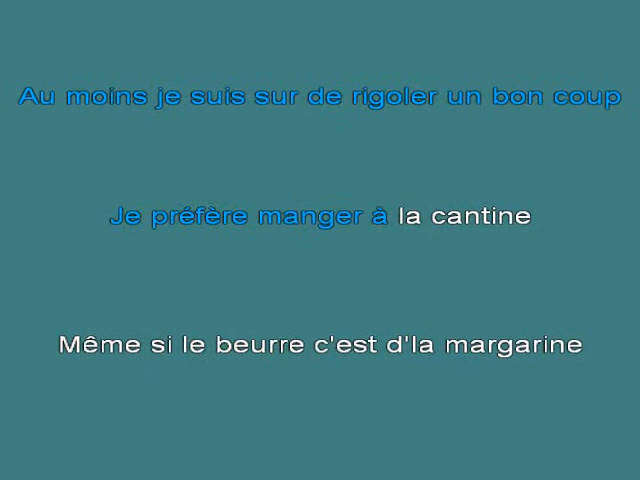 Au moins je suis sur de rigoler un bon coup
Je préfère manger à la cantine
Même si le beurre c'est d'la margarine